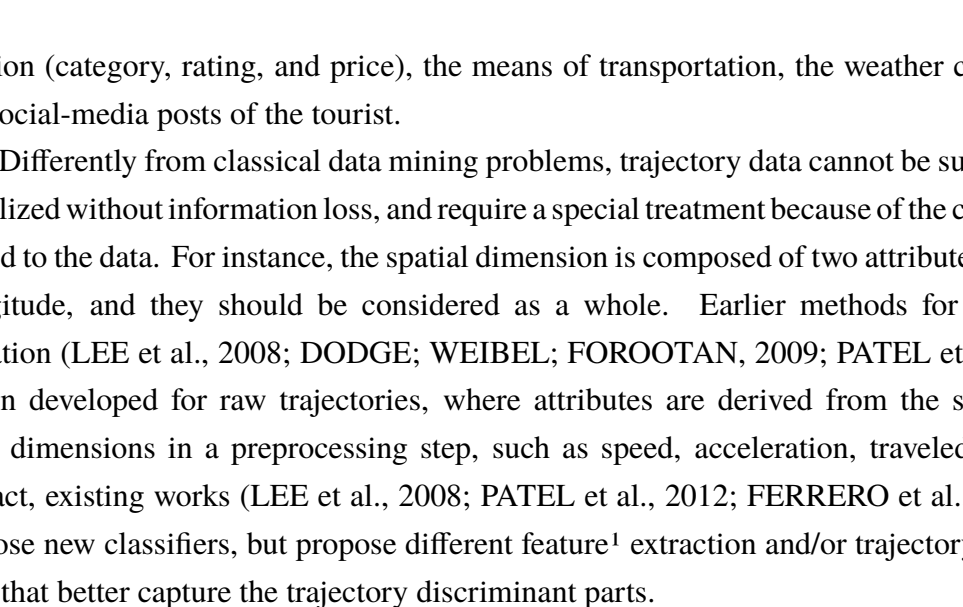 ion (category, rating, and price), the means of transportation, the weather c
ocial-media posts of the tourist.
Differently from classical data mining problems, trajectory data cannot be su
lized without information loss, and require a special treatment because of the c
d to the data. For instance, the spatial dimension is composed of two attribute
gitude, and they should be considered as a whole. Earlier methods for
ation (LEE et al., 2008; DODGE; WEIBEL; FOROOTAN, 2009; PATEL et
n developed for raw trajectories, where attributes are derived from the s
dimensions in a preprocessing step, such as speed, acceleration, traveled
act, existing works (LEE et al., 2008; PATEL et al., 2012; FERRERO et al.
ose new classifiers, but propose different feature¹ extraction and/or trajectory
that better capture the trajectory discriminant parts.